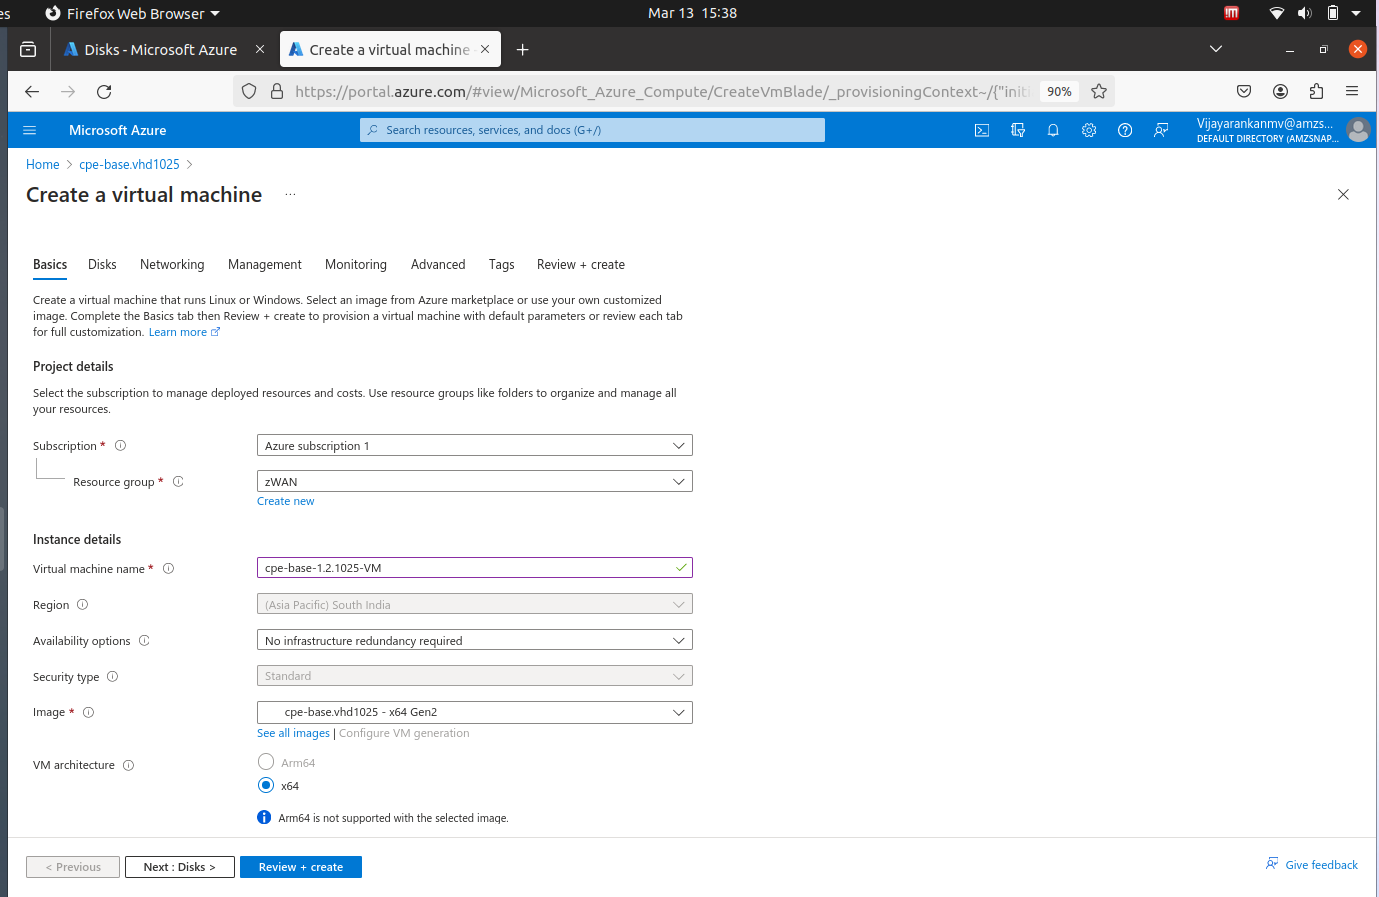 es
Firefox Web Browser
Mar 13 15:38
Disks - Microsoft Azure
Create a virtual machine
https://portal.azure.com/#view/Microsoft_Azure_Compute/CreateVmBlade/_provisioningContext~/{"initi
90%
Microsoft Azure
Search resources, services, and docs (G+/)
Vijayarankanmv@amzs...
DEFAULT DIRECTORY (AMZSNAP...
Home > cpe-base.vhd1025 >
Create a virtual machine ...
Basics Disks Networking Management Monitoring Advanced Tags Review + create
Create a virtual machine that runs Linux or Windows. Select an image from Azure marketplace or use your own customized
image. Complete the Basics tab then Review + create to provision a virtual machine with default parameters or review each tab
for full customization. Learn more
Project details
Select the subscription to manage deployed resources and costs. Use resource groups like folders to organize and manage all
your resources.
Subscription *
Azure subscription 1
Resource group *
zWAN
Create new
Instance details
Virtual machine name *
cpe-base-1.2.1025-VM
Region
(Asia Pacific) South India
Availability options
No infrastructure redundancy required
Security type
Standard
Image *
cpe-base.vhd1025 - x64 Gen2
See all images | Configure VM generation
VM architecture
Arm64
x64
Arm64 is not supported with the selected image.
< Previous
Next : Disks >
Review + create
Give feedback